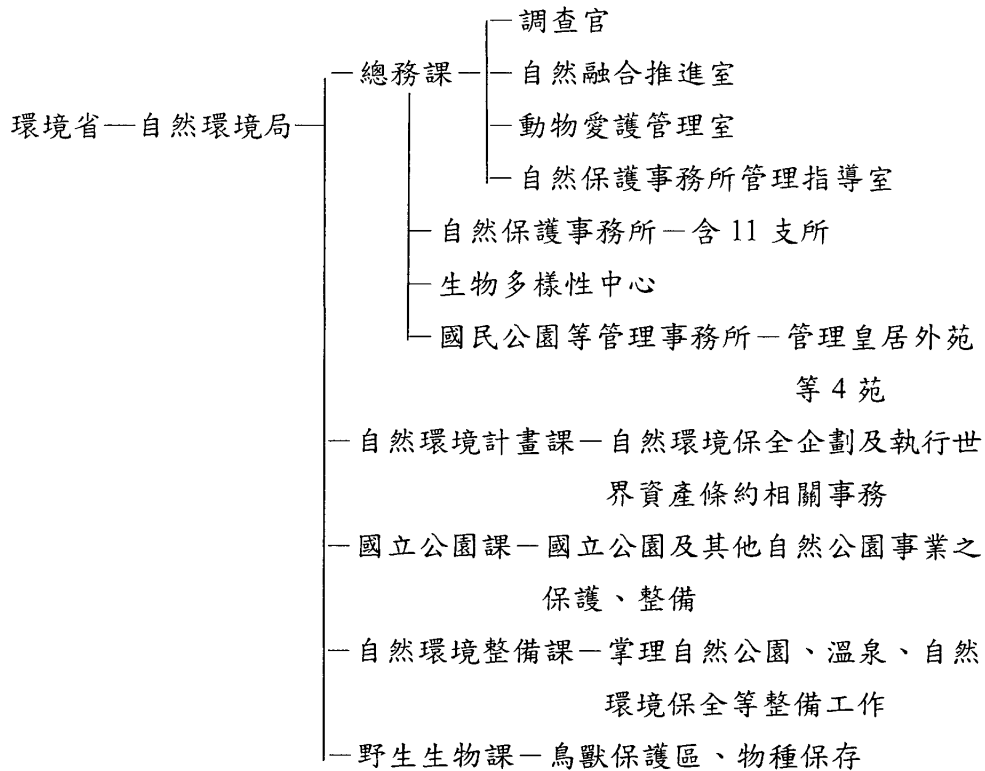 調查官
總務課
自然融合推進室
環境省—自然環境局
動物愛護管理室
自然保護事務所管理指導室
自然保護事務所－含 11 支所
生物多樣性中心
國民公園等管理事務所－管理皇居外苑
等 4 苑
自然環境計畫課－自然環境保全企劃及執行世
界資產條約相關事務
國立公園課－國立公園及其他自然公園事業之
保護、整備
自然環境整備課－掌理自然公園、溫泉、自然
環境保全等整備工作
野生生物課－鳥獸保護區、物種保存